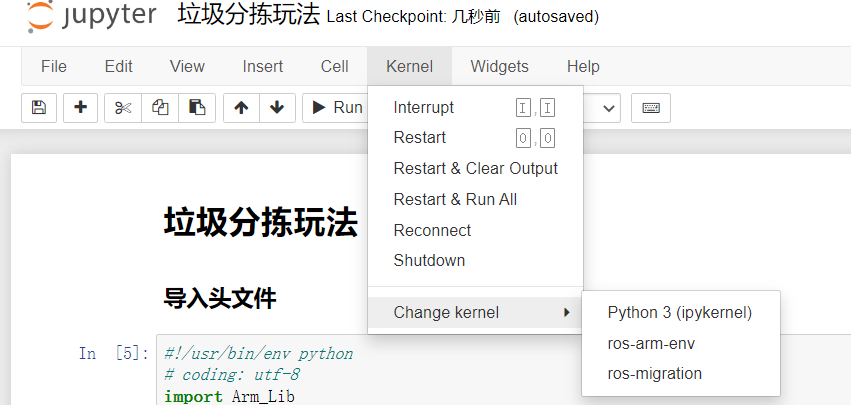 jupyter 垃圾分拣玩法 Last Checkpoint: 几秒前 (autosaved)
File Edit View Insert Cell Kernel Widgets Help
Run
Interrupt I,I
Restart 0,0
Restart & Clear Output
Restart & Run All
Reconnect
Shutdown
Change kernel
Python 3 (ipykernel)
ros-arm-env
ros-migration
垃圾分拣玩法
导入头文件
In [5]: #!/usr/bin/env python
# coding: utf-8
import Arm_Lib